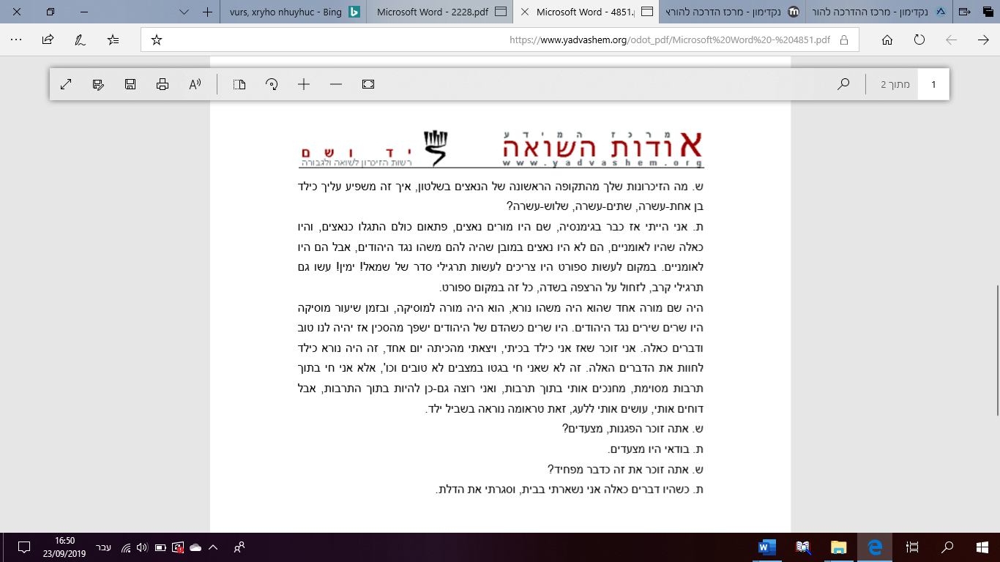 נקדימון - מרכז ההדרכה להור
נקדימון - מרכז הדרכה להורא
Microsoft Word - 4851.
Microsoft Word - 2228.pdf
vurs, xryho nhuyhuc - Bing
https://www.yadvashem.org/odot_pdf/Microsoft%20Word%20-%204851.pdf
1
מתוך 2
מרכז המידע
אודות השואה
www.yadvashem.org
יד ושם
רשות הזיכרון לשואה ולגבורה
ש. מה הזיכרונות שלך מהתקופה הראשונה של הנאצים בשלטון, איך זה משפיע עליך כילד
בן אחת-עשרה, שתים-עשרה, שלוש-עשרה?
ת. אני הייתי אז כבר בגימנסיה, שם היו מורים נאצים, פתאום כולם התגלו כנאצים, והיו
כאלה שהיו לאומניים, הם לא היו נאצים במובן שהיה להם משהו נגד היהודים, אבל הם היו
לאומניים. במקום לעשות ספורט היו צריכים לעשות תרגילי סדר של שמאל! ימין! עשו גם
תרגילי קרב, לזחול על הרצפה בשדה, כל זה במקום ספורט.
היה שם מורה אחד שהוא היה משהו נורא, הוא היה מורה למוסיקה, ובזמן שיעור מוסיקה
היו שרים שירים נגד היהודים. היו שרים כשהדם של היהודים ישפך מהסכין אז יהיה לנו טוב
ודברים כאלה. אני זוכר שאז אני כילד בכיתי, ויצאתי מהכיתה יום אחד, זה היה נורא כילד
לחוות את הדברים האלה. זה לא שאני חי בגטו במצבים לא טובים וכו', אלא אני חי בתוך
תרבות מסוימת, מחנכים אותי בתוך תרבות, ואני רוצה גם-כן להיות בתוך התרבות, אבל
דוחים אותי, עושים אותי ללעג, זאת טראומה נוראה בשביל ילד.
ש. אתה זוכר הפגנות, מצעדים?
ת. בודאי היו מצעדים.
ש. אתה זוכר את זה כדבר מפחיד?
ת. כשהיו דברים כאלה אני נשארתי בבית, וסגרתי את הדלת.
עבר
16:50
23/09/2019